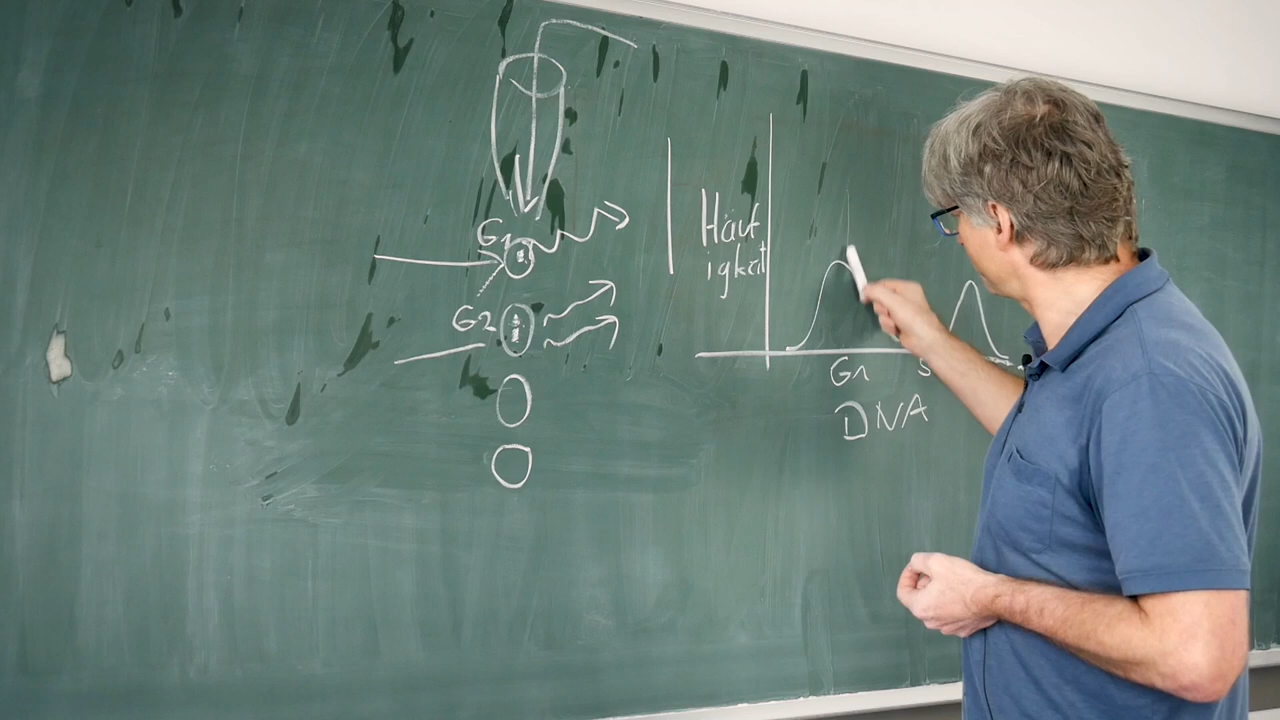 G1
G2
Häuf
igkeit
G1 S
DNA